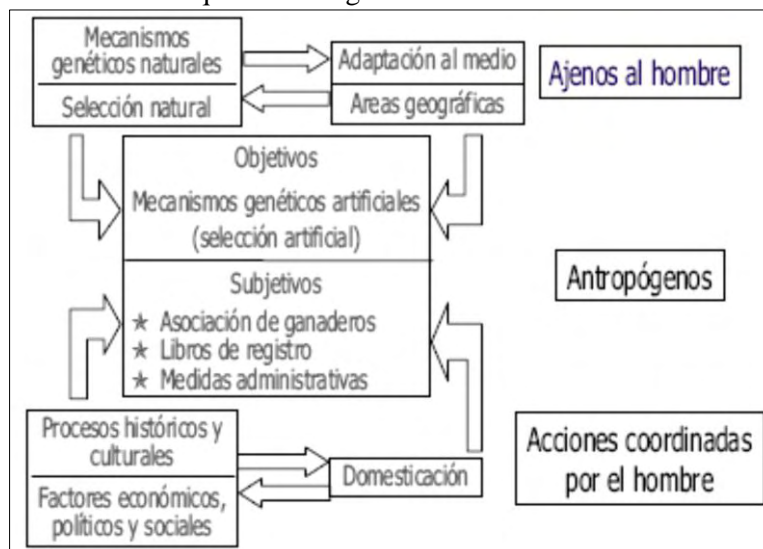 Mecanismos
genéticos naturales
Selección natural
Adaptación al medio
Areas geográficas
Ajenos al hombre
Objetivos
Mecanismos genéticos artificiales
(selección artificial)
Subjetivos
✶ Asociación de ganaderos
✶ Libros de registro
✶ Medidas administrativas
Antropógenos
Procesos históricos y
culturales
Factores económicos,
políticos y sociales
Domesticación
Acciones coordinadas
por el hombre